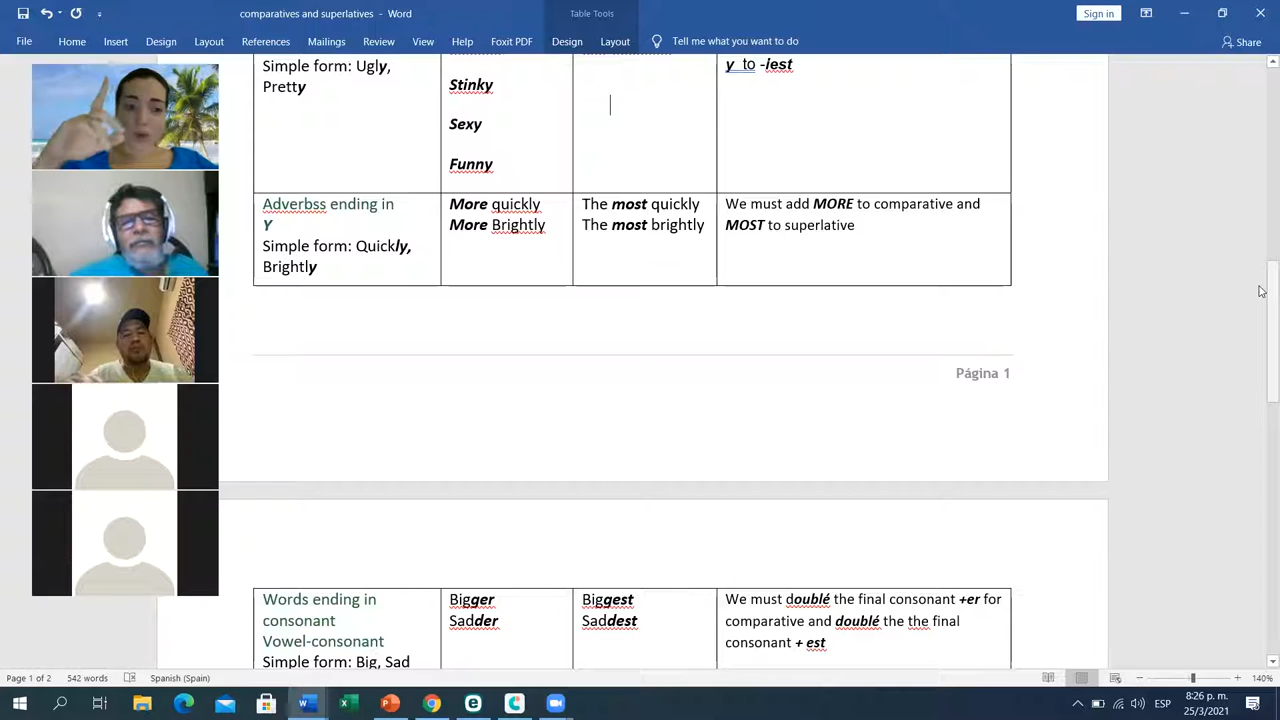 comparatives and superlatives - Word
Table Tools
Sign in
File Home Insert Draw Design Layout References Mailings Review View Help Foxit PDF Design Layout Tell me what you want to do Share
Simple form: Ugly,
Pretty
Stinky
Sexy
Funny
y to -iest
Adverbss ending in
Y
Simple form: Quickly,
Brightly
More quickly
More Brightly
The most quickly
The most brightly
We must add MORE to comparative and
MOST to superlative
Página 1
Words ending in
consonant
Vowel-consonant
Simple form: Big, Sad
Bigger
Sadder
Biggest
Saddest
We must doublé the final consonant +er for
comparative and doublé the the final
consonant + est
Page 1 of 2 542 words Spanish (Spain) 140%
ESP
8:26 p. m.
25/3/2021